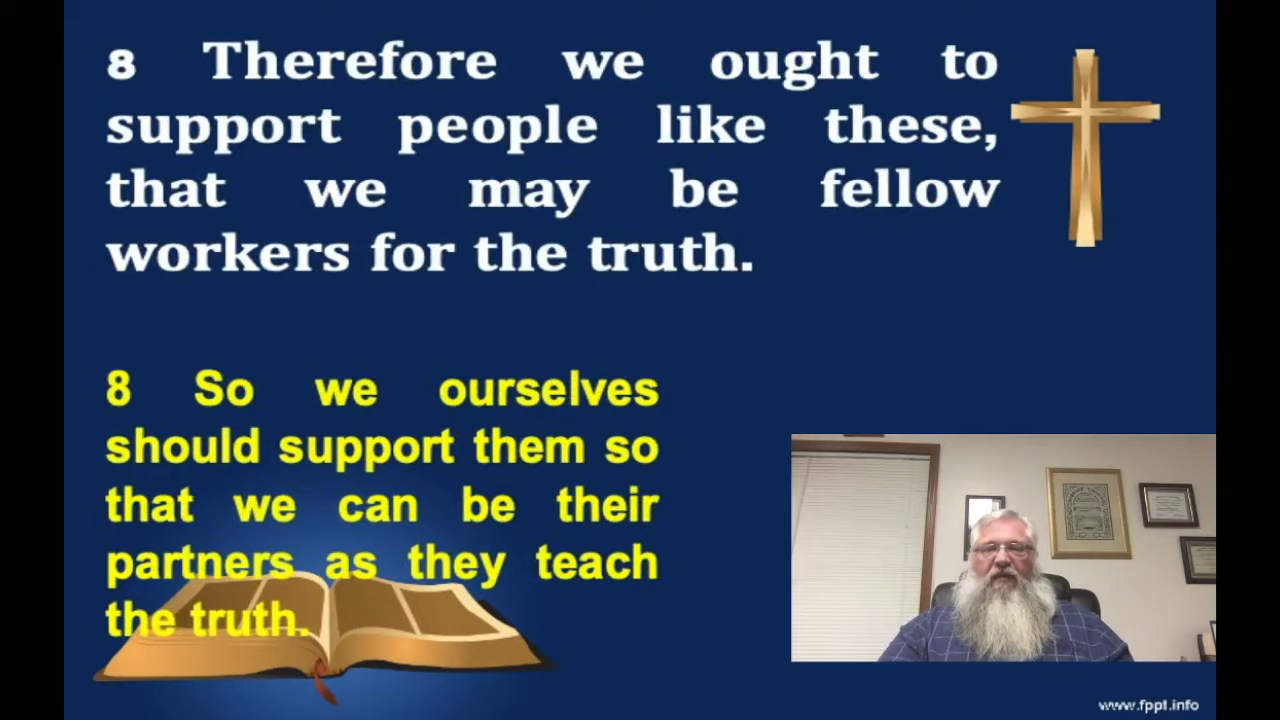 8 Therefore we ought to
support people like these,
that we may be fellow
workers for the truth.
8 So we ourselves
should support them so
that we can be their
partners as they teach
the truth.
www.fppt.info